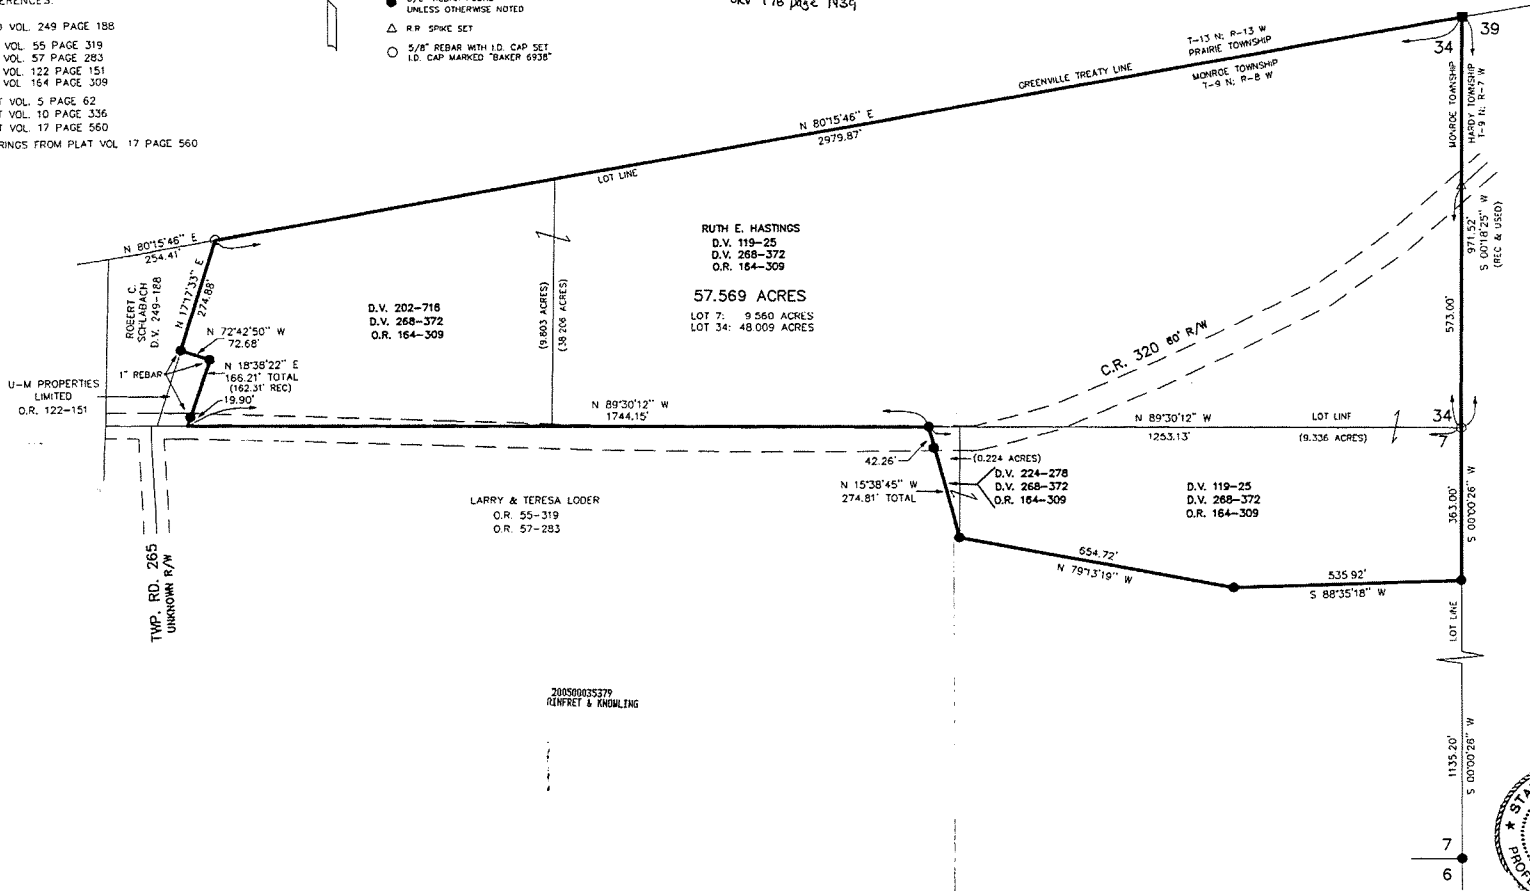 VOL. 249 PAGE 188
VOL. 55 PAGE 319
VOL. 57 PAGE 283
VOL. 122 PAGE 151
VOL 164 PAGE 309
VOL. 5 PAGE 62
VOL. 10 PAGE 336
VOL. 17 PAGE 560
FROM PLAT VOL 17 PAGE 560
UNLESS OTHERWISE NOTED
R.R SPIKE SET
5/8" REBAR WITH I.D. CAP SET
I.D. CAP MARKED "BAKER 6938"
page 1439
T-13 N; R-13 W
PRAIRIE TOWNSHIP
GREENVILLE TREATY LINE
MONROE TOWNSHIP
T-9 N; R-8 W
34
39
MONROE TOWNSHIP
HARDY TOWNSHIP
T-9 N: R-7 W
N 80°15'46" E
2979.87'
LOT LINE
N 80°15'46" E
254.41'
ROBERT C.
SCHLABACH
D.V. 249-188
N 17°17'33" E
274.88'
N 72°42'50" W
72.68'
1" REBAR
N 18°38'22" E
166.21' TOTAL
(162.31' REC)
19.90'
U-M PROPERTIES
LIMITED
O.R. 122-151
D.V. 202-716
D.V. 268-372
O.R. 164-309
(9.803 ACRES)
(38.206 ACRES)
RUTH E. HASTINGS
D.V. 119-25
D.V. 268-372
O.R. 164-309
57.569 ACRES
LOT 7: 9 560 ACRES
LOT 34: 48.009 ACRES
C.R. 320 60' R/W
971.52'
S 00°18'25" W
(REC & USED)
573.00'
N 89°30'12" W
1744.15'
N 89°30'12" W
1253.13'
LOT LINE
(9.336 ACRES)
34
7
42.26'
(0.224 ACRES)
N 15°38'45" W
274.81' TOTAL
D.V. 224-278
D.V. 268-372
O.R. 164-309
D.V. 119-25
D.V. 268-372
O.R. 164-309
363.00'
S 00°00'26" W
LARRY & TERESA LODER
O.R. 55-319
O.R. 57-283
TWP. RD. 265
UNKNOWN R/W
654.72'
N 79°13'19" W
535 92'
S 88°35'18" W
LOT LINE
200500035379
RINFRET & KNOWLING
1135.20'
S 00°00'26" W
7
6